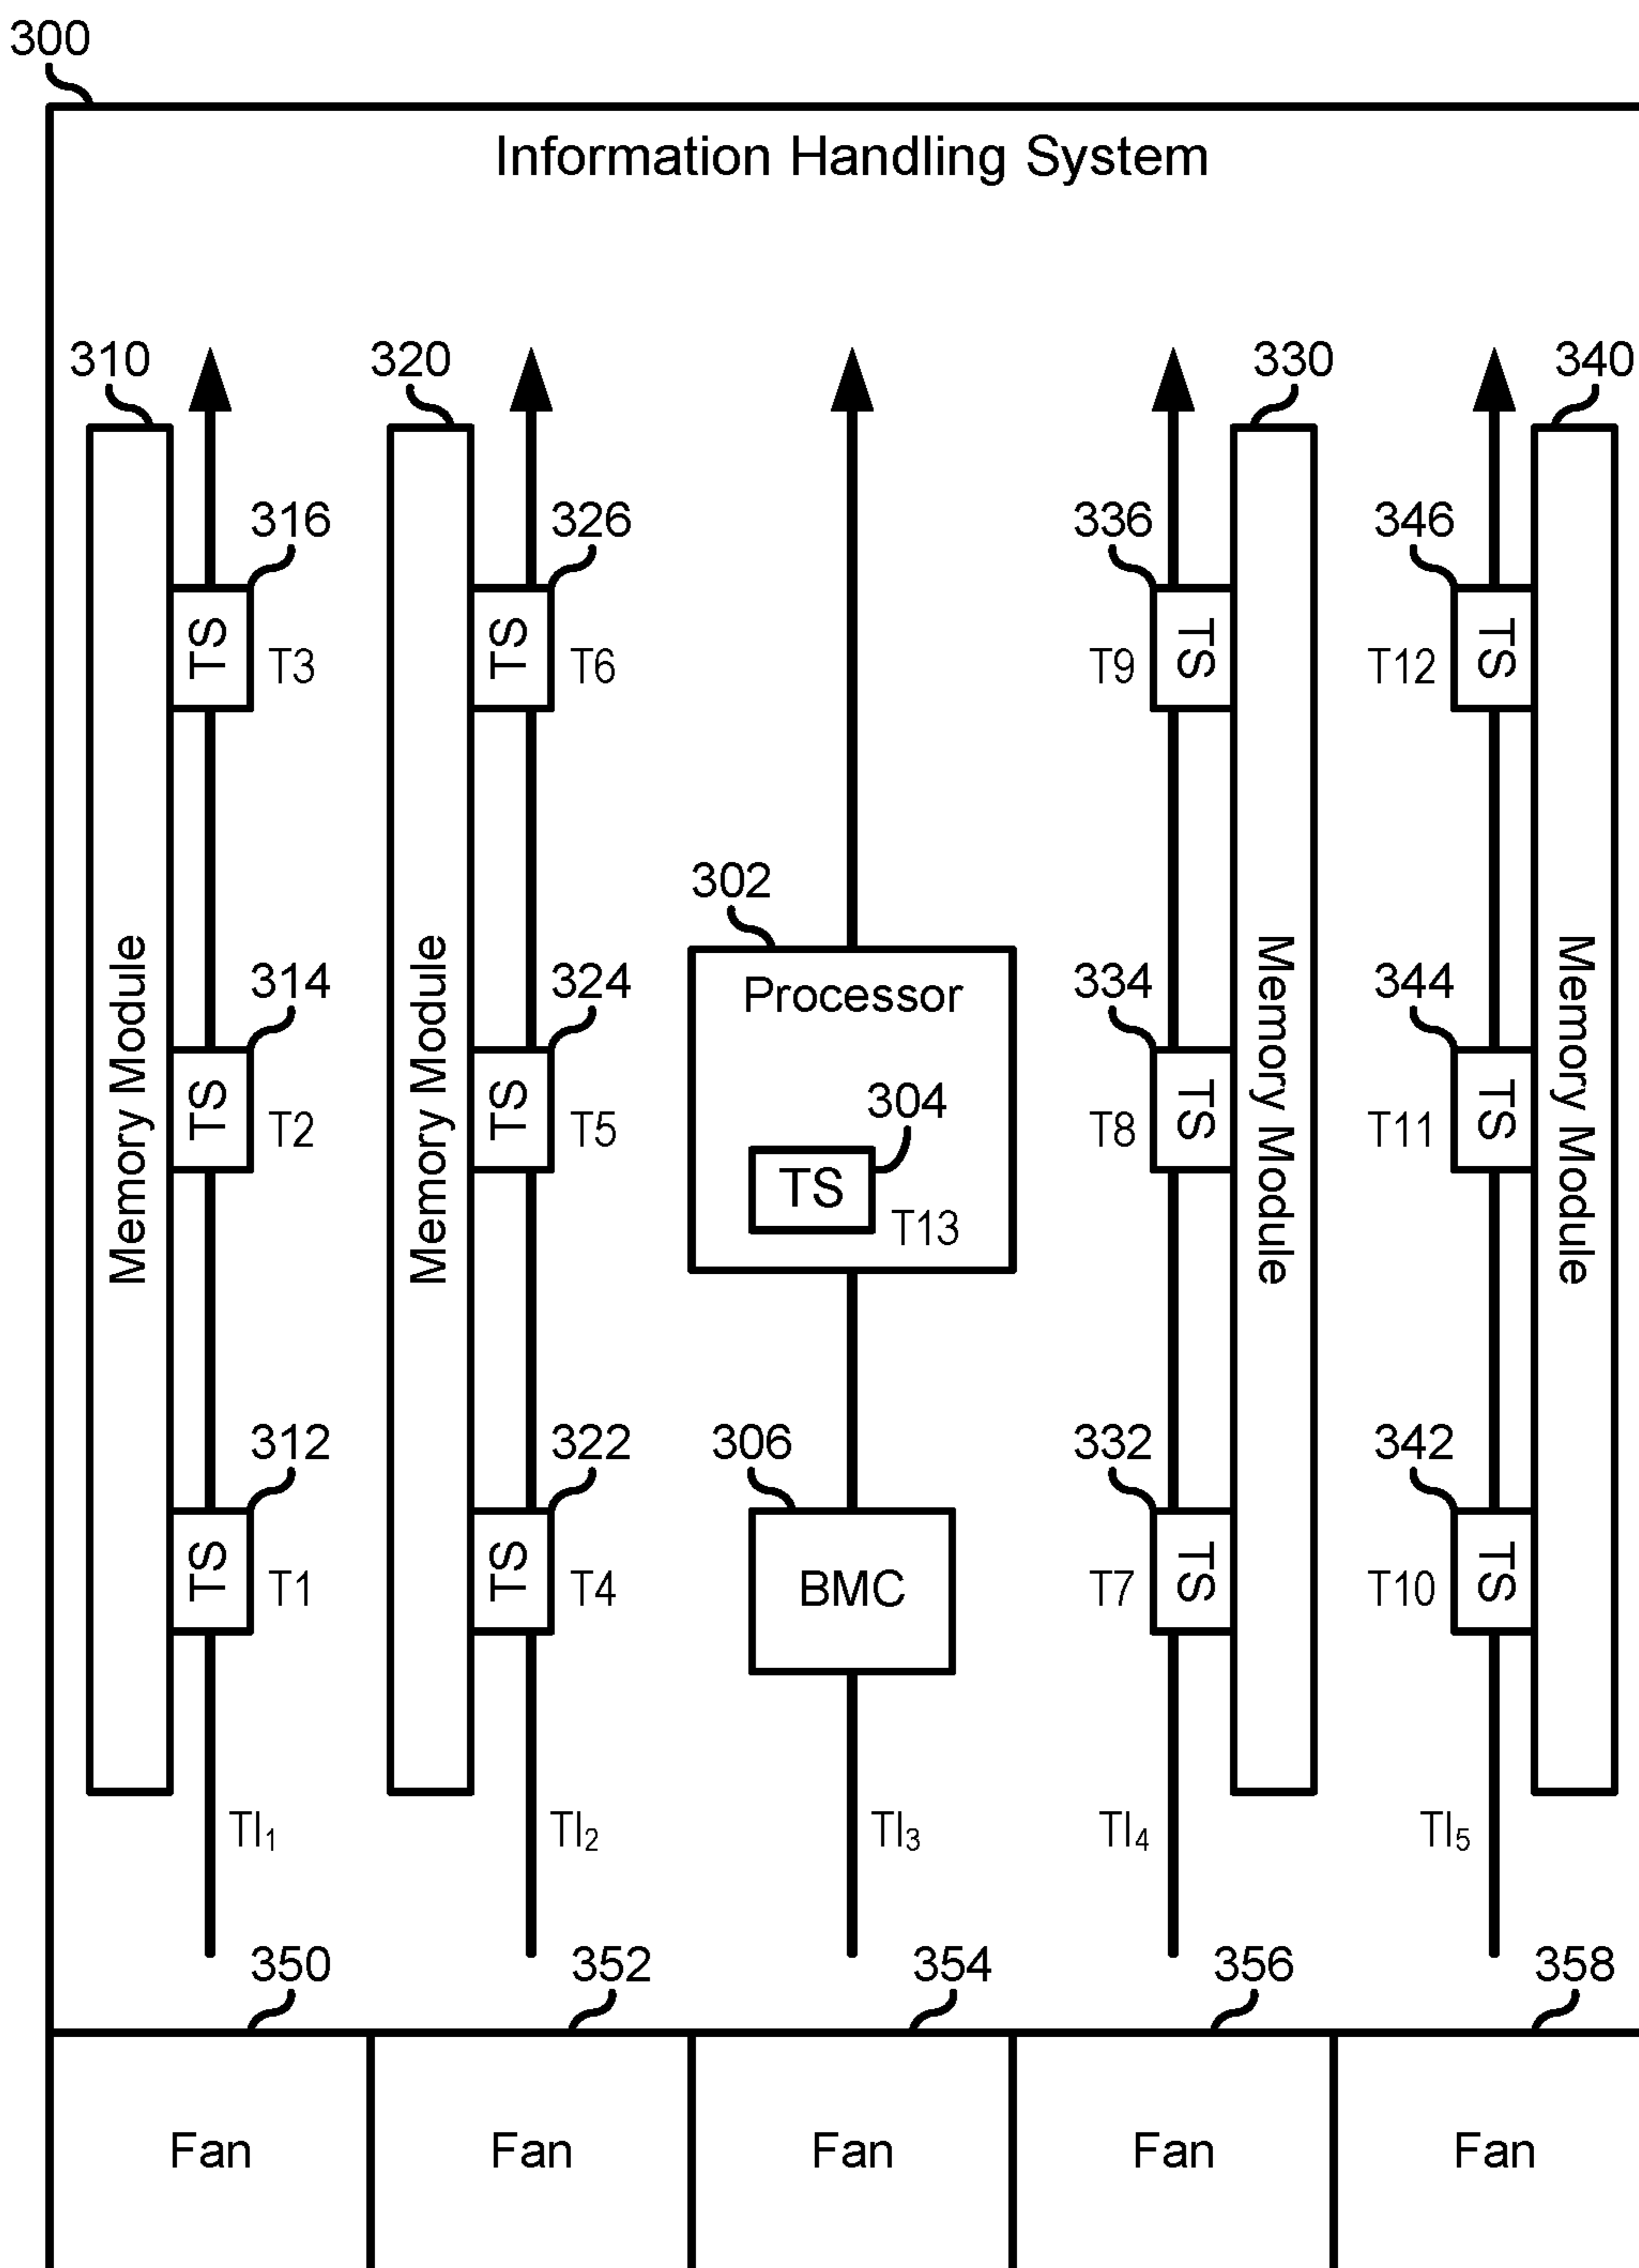 300
Information Handling System
310
320
330
340
316
326
336
346
TS
T3
TS
T6
T9
TS
T12
TS
302
Processor
314
324
334
344
Memory Module
Memory Module
Memory Module
Memory Module
TS
T2
TS
T5
304
TS
T13
T8
TS
T11
TS
312
322
306
332
342
TS
T1
TS
T4
BMC
T7
TS
T10
TS
TI₁
TI₂
TI₃
TI₄
TI₅
350
352
354
356
358
Fan
Fan
Fan
Fan
Fan